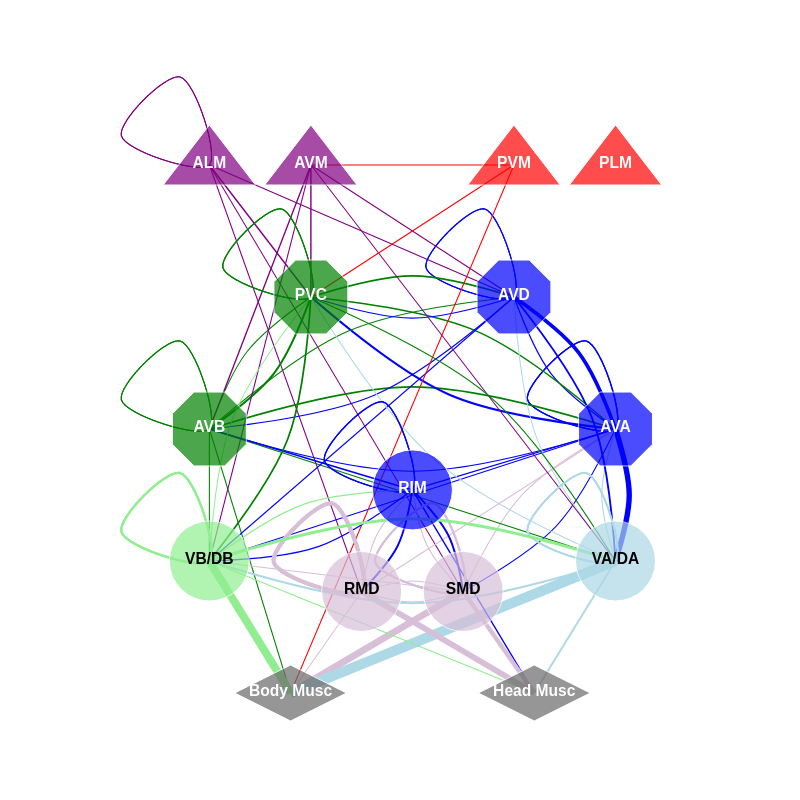 ALM AVM PVM PLM
PVC AVD
AVB AVA
RIM
VB/DB VA/DA
RMD SMD
Body Musc Head Musc